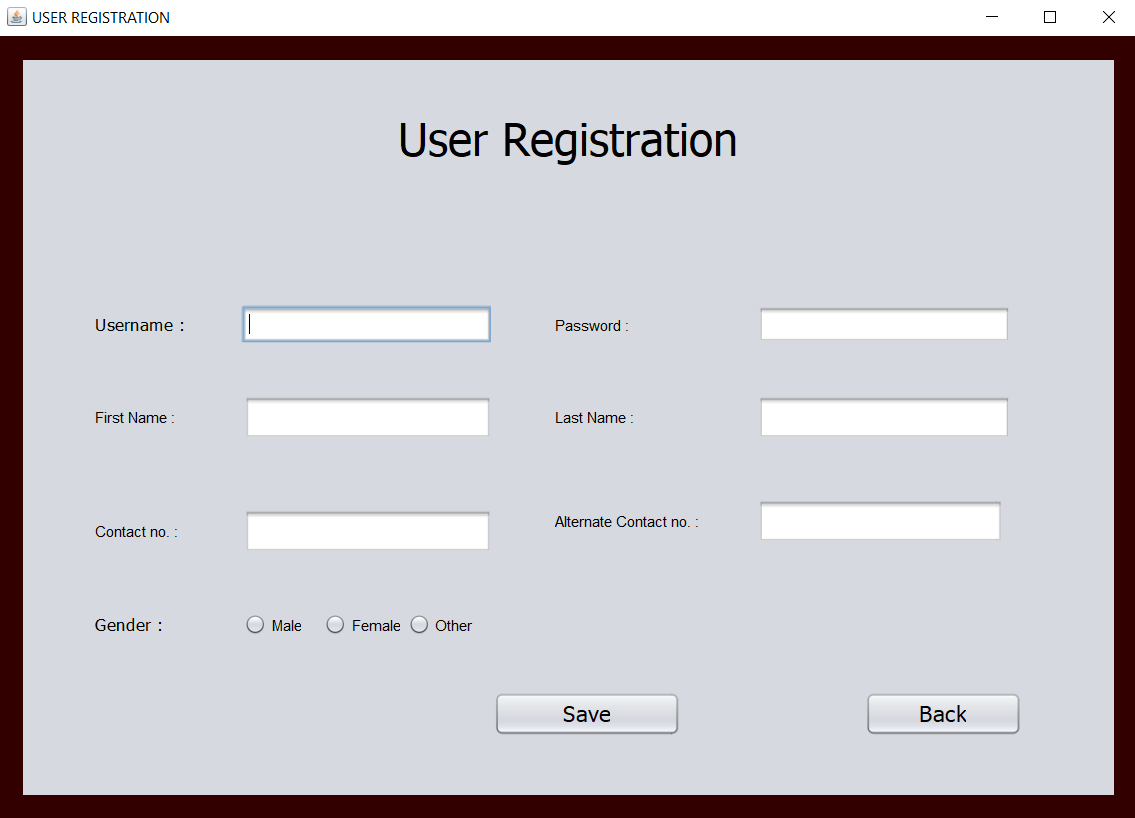 USER REGISTRATION
User Registration
Username :
Password :
First Name :
Last Name :
Contact no. :
Alternate Contact no. :
Gender :
Male
Female
Other
Save
Back